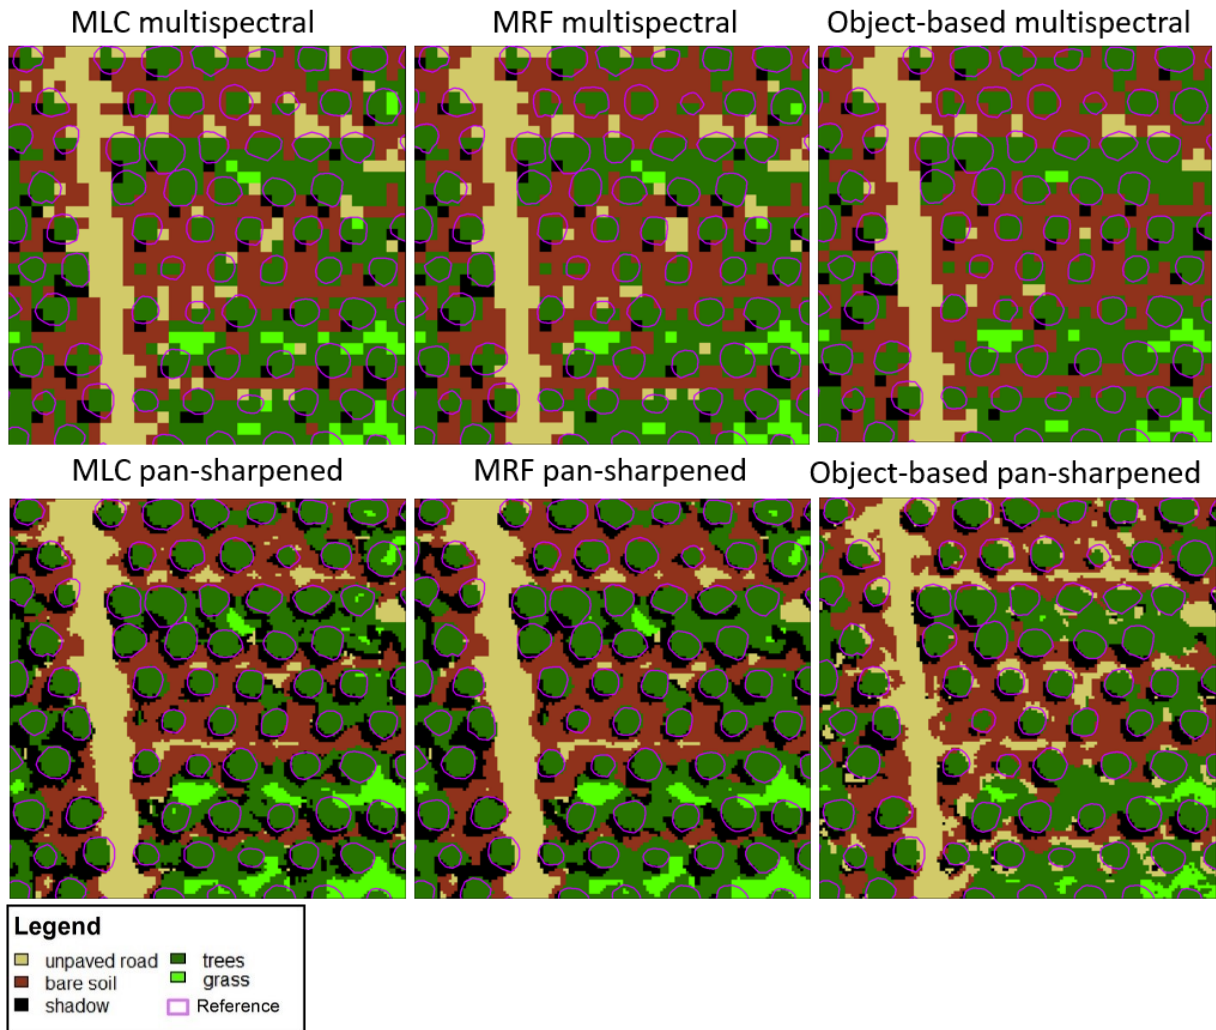 MLC multispectral
MRF multispectral
Object-based multispectral
MLC pan-sharpened
MRF pan-sharpened
Object-based pan-sharpened
Legend
unpaved road
trees
bare soil
grass
shadow
Reference